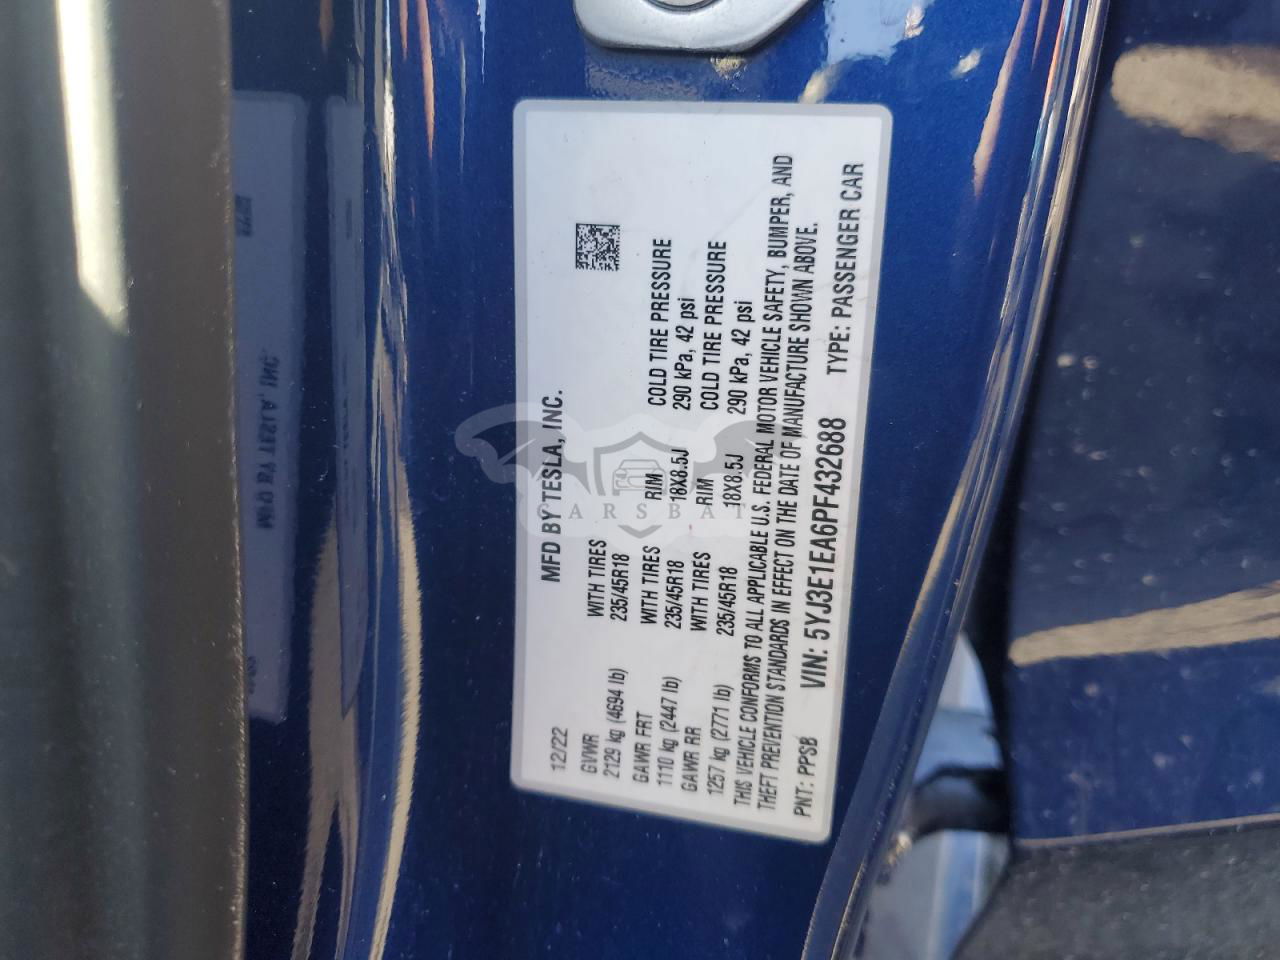 MFD BY TESLA, INC.
12/22
GVWR WITH TIRES
2129 kg (4694 lb) 235/45R18
GAWR FRT WITH TIRES RIM COLD TIRE PRESSURE
1110 kg (2447 lb) 235/45R18 18X8.5J 290 kPa, 42 psi
GAWR RR WITH TIRES RIM COLD TIRE PRESSURE
1257 kg (2771 lb) 235/45R18 18X8.5J 290 kPa, 42 psi
THIS VEHICLE CONFORMS TO ALL APPLICABLE U.S. FEDERAL MOTOR VEHICLE SAFETY, BUMPER, AND
THEFT PREVENTION STANDARDS IN EFFECT ON THE DATE OF MANUFACTURE SHOWN ABOVE.
PNT: PPSB VIN: 5YJ3E1EA6PF432688 TYPE: PASSENGER CAR
CARSBAT